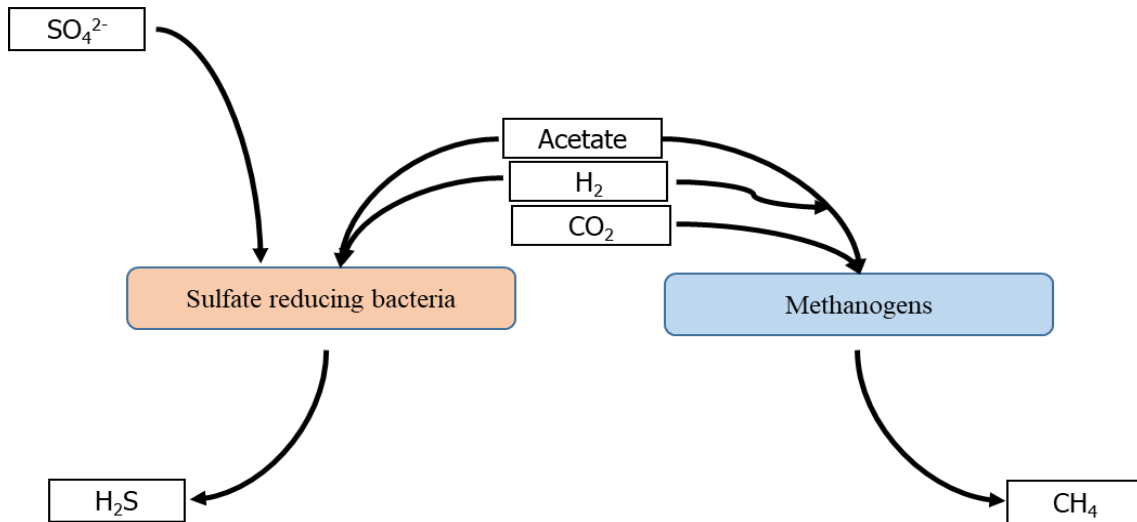 SO₄²⁻
Acetate
H₂
CO₂
Sulfate reducing bacteria
Methanogens
H₂S
CH₄